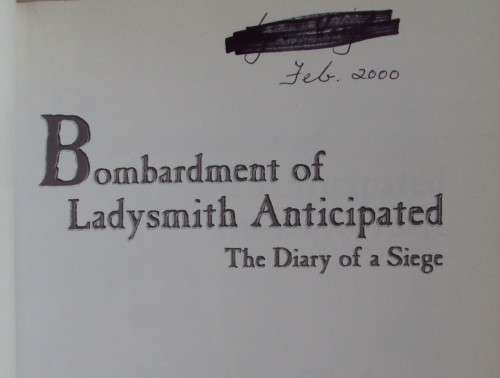 Feb. 2000
Bombardment of
Ladysmith Anticipated
The Diary of a Siege